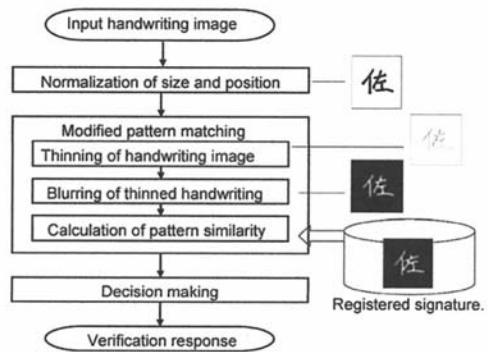 Input handwriting image
Normalization of size and position
佐
Modified pattern matching
Thinning of handwriting image
佐
Blurring of thinned handwriting
佐
Calculation of pattern similarity
佐
Decision making
Registered signature.
Verification response